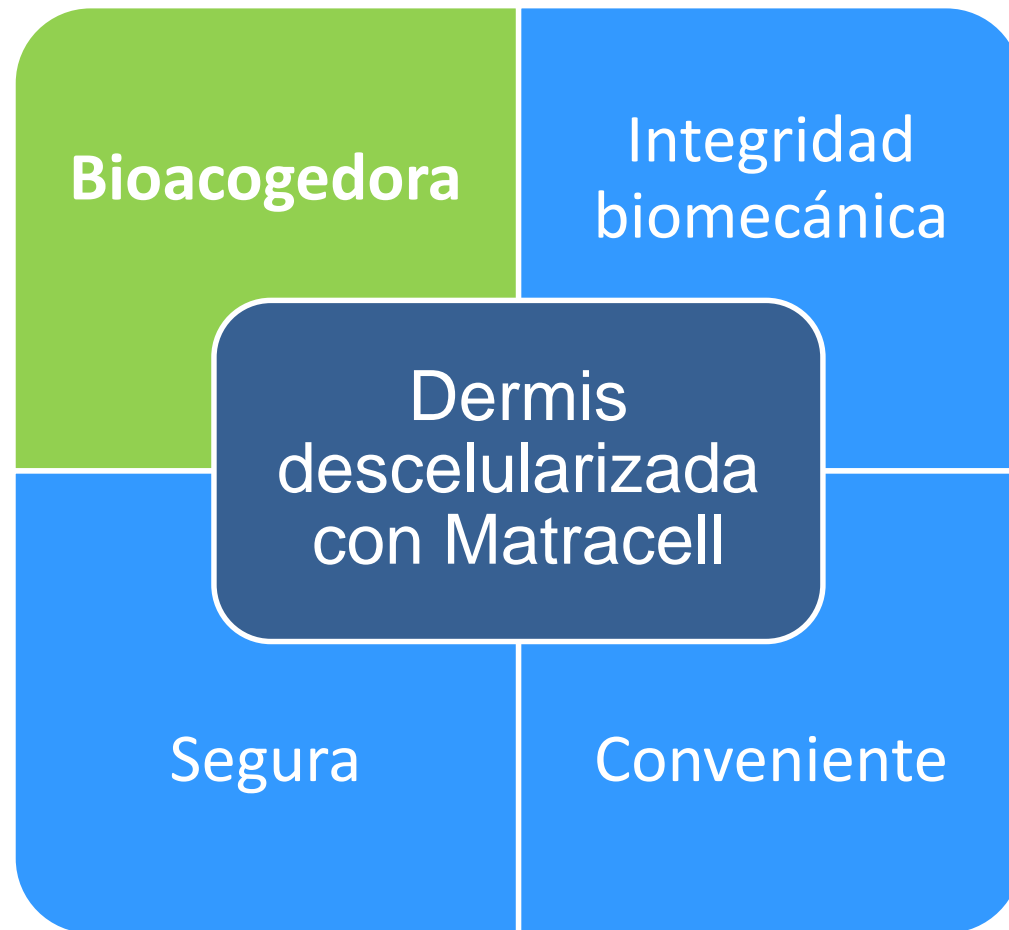 Bioacogedora
Integridad
biomecánica
Dermis
descelularizada
con Matracell
Segura
Conveniente